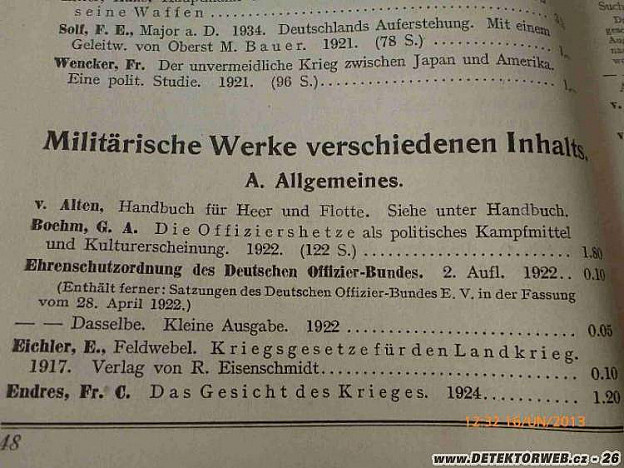 seine Waffen
Solf, F. E., Major a. D. 1934. Deutschlands Auferstehung. Mit einem
Geleitw. von Oberst M. Bauer. 1921. (78 S.)
Wencker, Fr. Der unvermeidliche Krieg zwischen Japan und Amerika.
Eine polit. Studie. 1921. (96 S.)
Militärische Werke verschiedenen Inhalts.
A. Allgemeines.
v. Alten, Handbuch für Heer und Flotte. Siehe unter Handbuch.
Boehm, G. A. Die Offiziershetze als politisches Kampfmittel
und Kulturerscheinung. 1922. (122 S.) 1.80
Ehrenschutzordnung des Deutschen Offizier-Bundes. 2. Aufl. 1922.. 0.10
(Enthält ferner: Satzungen des Deutschen Offizier-Bundes E. V. in der Fassung
vom 28. April 1922.)
— — Dasselbe. Kleine Ausgabe. 1922 0.05
Eichler, E., Feldwebel. Kriegsgesetze für den Landkrieg.
1917. Verlag von R. Eisenschmidt 0.10
Endres, Fr. C. Das Gesicht des Krieges. 1924. 1.20
48
Such
v.
12:32 16/JN/2013
www.DETEKTORWEB.cz - 26